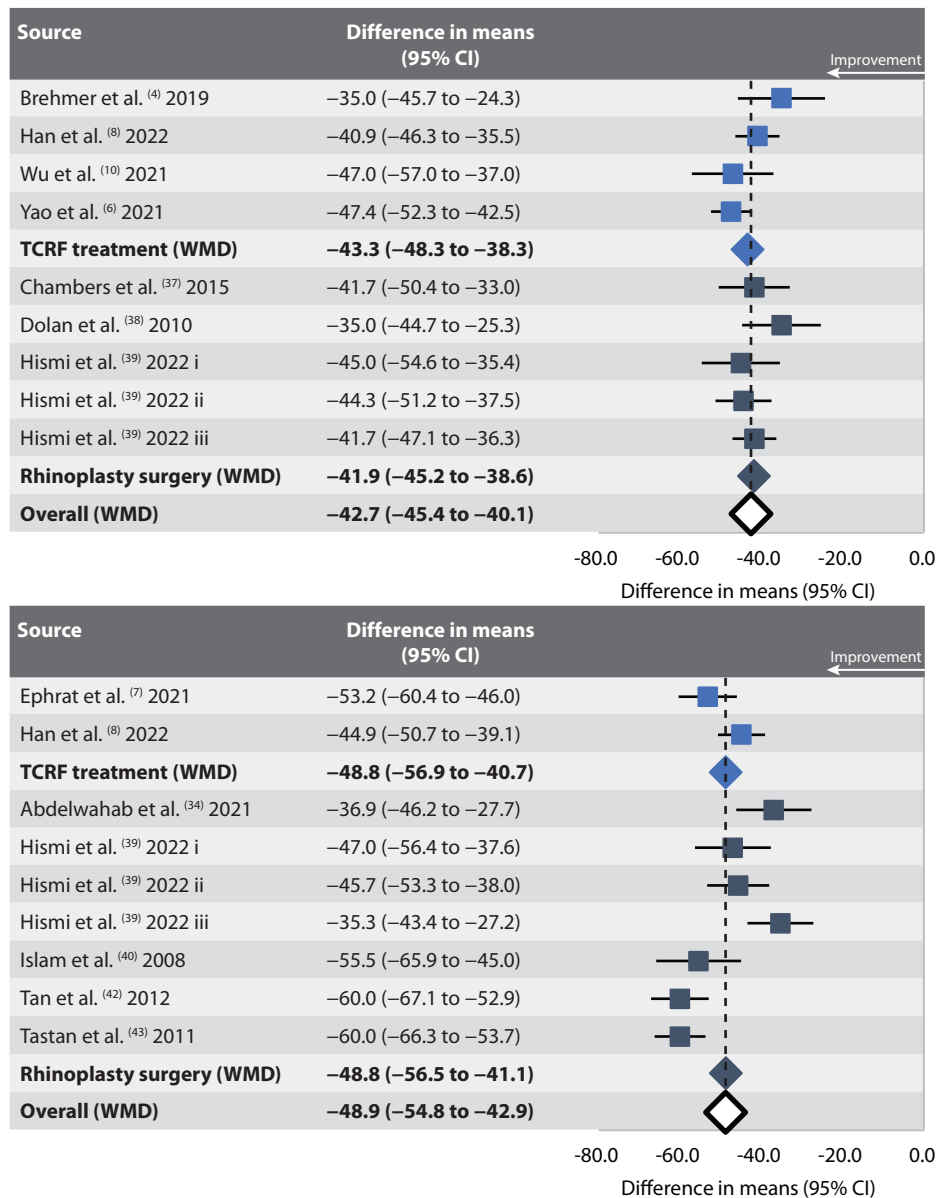 Source Difference in means
(95% CI)
Improvement
Brehmer et al. (4) 2019 −35.0 (−45.7 to −24.3)
Han et al. (8) 2022 −40.9 (−46.3 to −35.5)
Wu et al. (10) 2021 −47.0 (−57.0 to −37.0)
Yao et al. (6) 2021 −47.4 (−52.3 to −42.5)
TCRF treatment (WMD) −43.3 (−48.3 to −38.3)
Chambers et al. (37) 2015 −41.7 (−50.4 to −33.0)
Dolan et al. (38) 2010 −35.0 (−44.7 to −25.3)
Hismi et al. (39) 2022 i −45.0 (−54.6 to −35.4)
Hismi et al. (39) 2022 ii −44.3 (−51.2 to −37.5)
Hismi et al. (39) 2022 iii −41.7 (−47.1 to −36.3)
Rhinoplasty surgery (WMD) −41.9 (−45.2 to −38.6)
Overall (WMD) −42.7 (−45.4 to −40.1)
-80.0 -60.0 -40.0 -20.0 0.0
Difference in means (95% CI)
Source Difference in means
(95% CI)
Improvement
Ephrat et al. (7) 2021 −53.2 (−60.4 to −46.0)
Han et al. (8) 2022 −44.9 (−50.7 to −39.1)
TCRF treatment (WMD) −48.8 (−56.9 to −40.7)
Abdelwahab et al. (34) 2021 −36.9 (−46.2 to −27.7)
Hismi et al. (39) 2022 i −47.0 (−56.4 to −37.6)
Hismi et al. (39) 2022 ii −45.7 (−53.3 to −38.0)
Hismi et al. (39) 2022 iii −35.3 (−43.4 to −27.2)
Islam et al. (40) 2008 −55.5 (−65.9 to −45.0)
Tan et al. (42) 2012 −60.0 (−67.1 to −52.9)
Tastan et al. (43) 2011 −60.0 (−66.3 to −53.7)
Rhinoplasty surgery (WMD) −48.8 (−56.5 to −41.1)
Overall (WMD) −48.9 (−54.8 to −42.9)
-80.0 -60.0 -40.0 -20.0 0.0
Difference in means (95% CI)